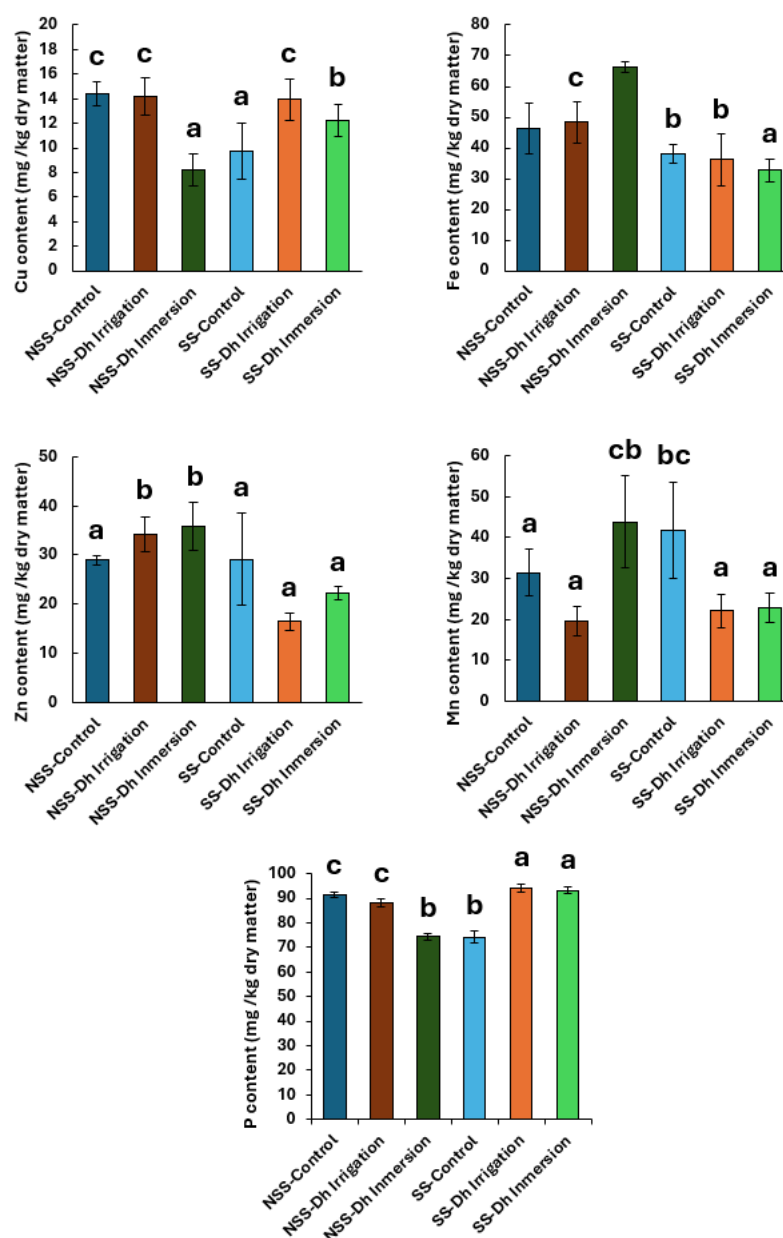 Cu content (mg /kg dry matter)
20
18
16
14
12
10
8
6
4
2
0
c
c
a
a
c
b
NSS-Control
NSS-Dh Irrigation
NSS-Dh Inmersion
SS-Control
SS-Dh Irrigation
SS-Dh Inmersion
Fe content (mg /kg dry matter)
80
70
60
50
40
30
20
10
0
c
b
b
a
NSS-Control
NSS-Dh Irrigation
NSS-Dh Inmersion
SS-Control
SS-Dh Irrigation
SS-Dh Inmersion
Zn content (mg /kg dry matter)
50
40
30
20
10
0
a
b
b
a
a
a
NSS-Control
NSS-Dh Irrigation
NSS-Dh Inmersion
SS-Control
SS-Dh Irrigation
SS-Dh Inmersion
Mn content (mg /kg dry matter)
60
50
40
30
20
10
0
a
a
cb
bc
a
a
NSS-Control
NSS-Dh Irrigation
NSS-Dh Inmersion
SS-Control
SS-Dh Irrigation
SS-Dh Inmersion
P content (mg /kg dry matter)
100
90
80
70
60
50
40
30
20
10
0
c
c
b
b
a
a
NSS-Control
NSS-Dh Irrigation
NSS-Dh Inmersion
SS-Control
SS-Dh Irrigation
SS-Dh Inmersion